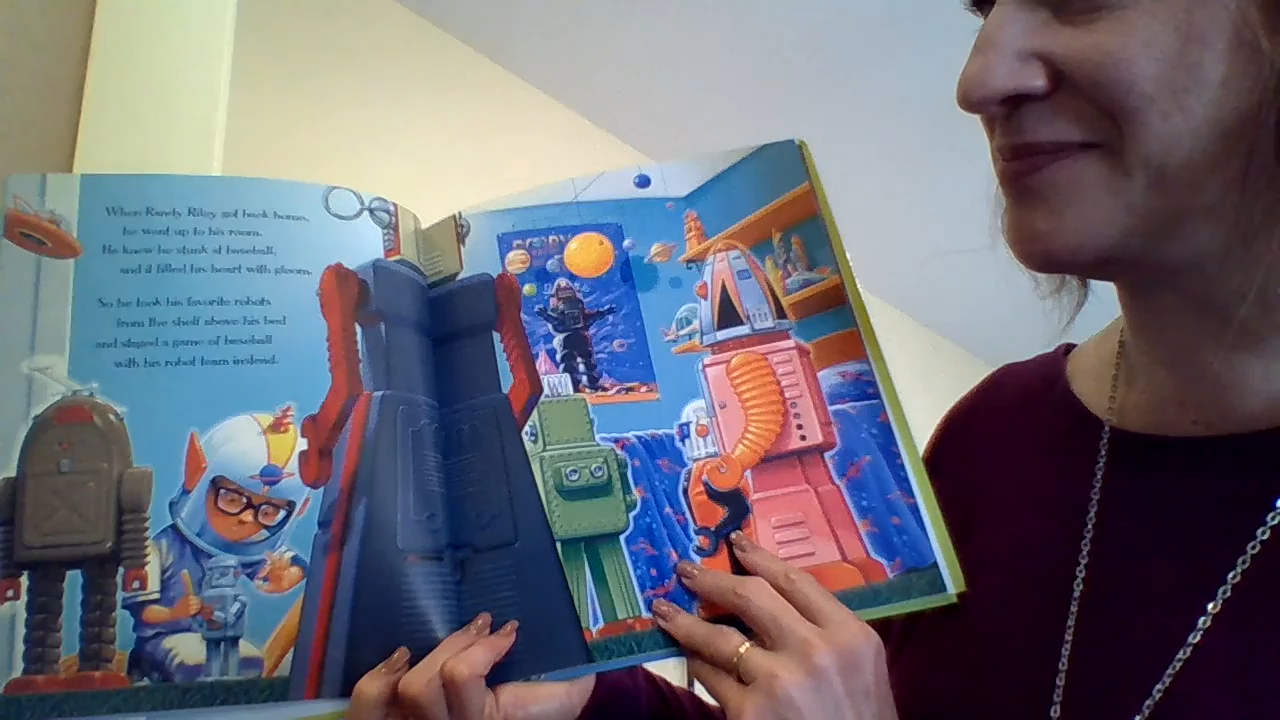 When Randy Riley got back home,
he went up to his room.
He knew he stunk at baseball,
and it filled his heart with gloom.
So he took his favorite robots
from the shelf above his bed
and staged a game of baseball
with his robot team instead.